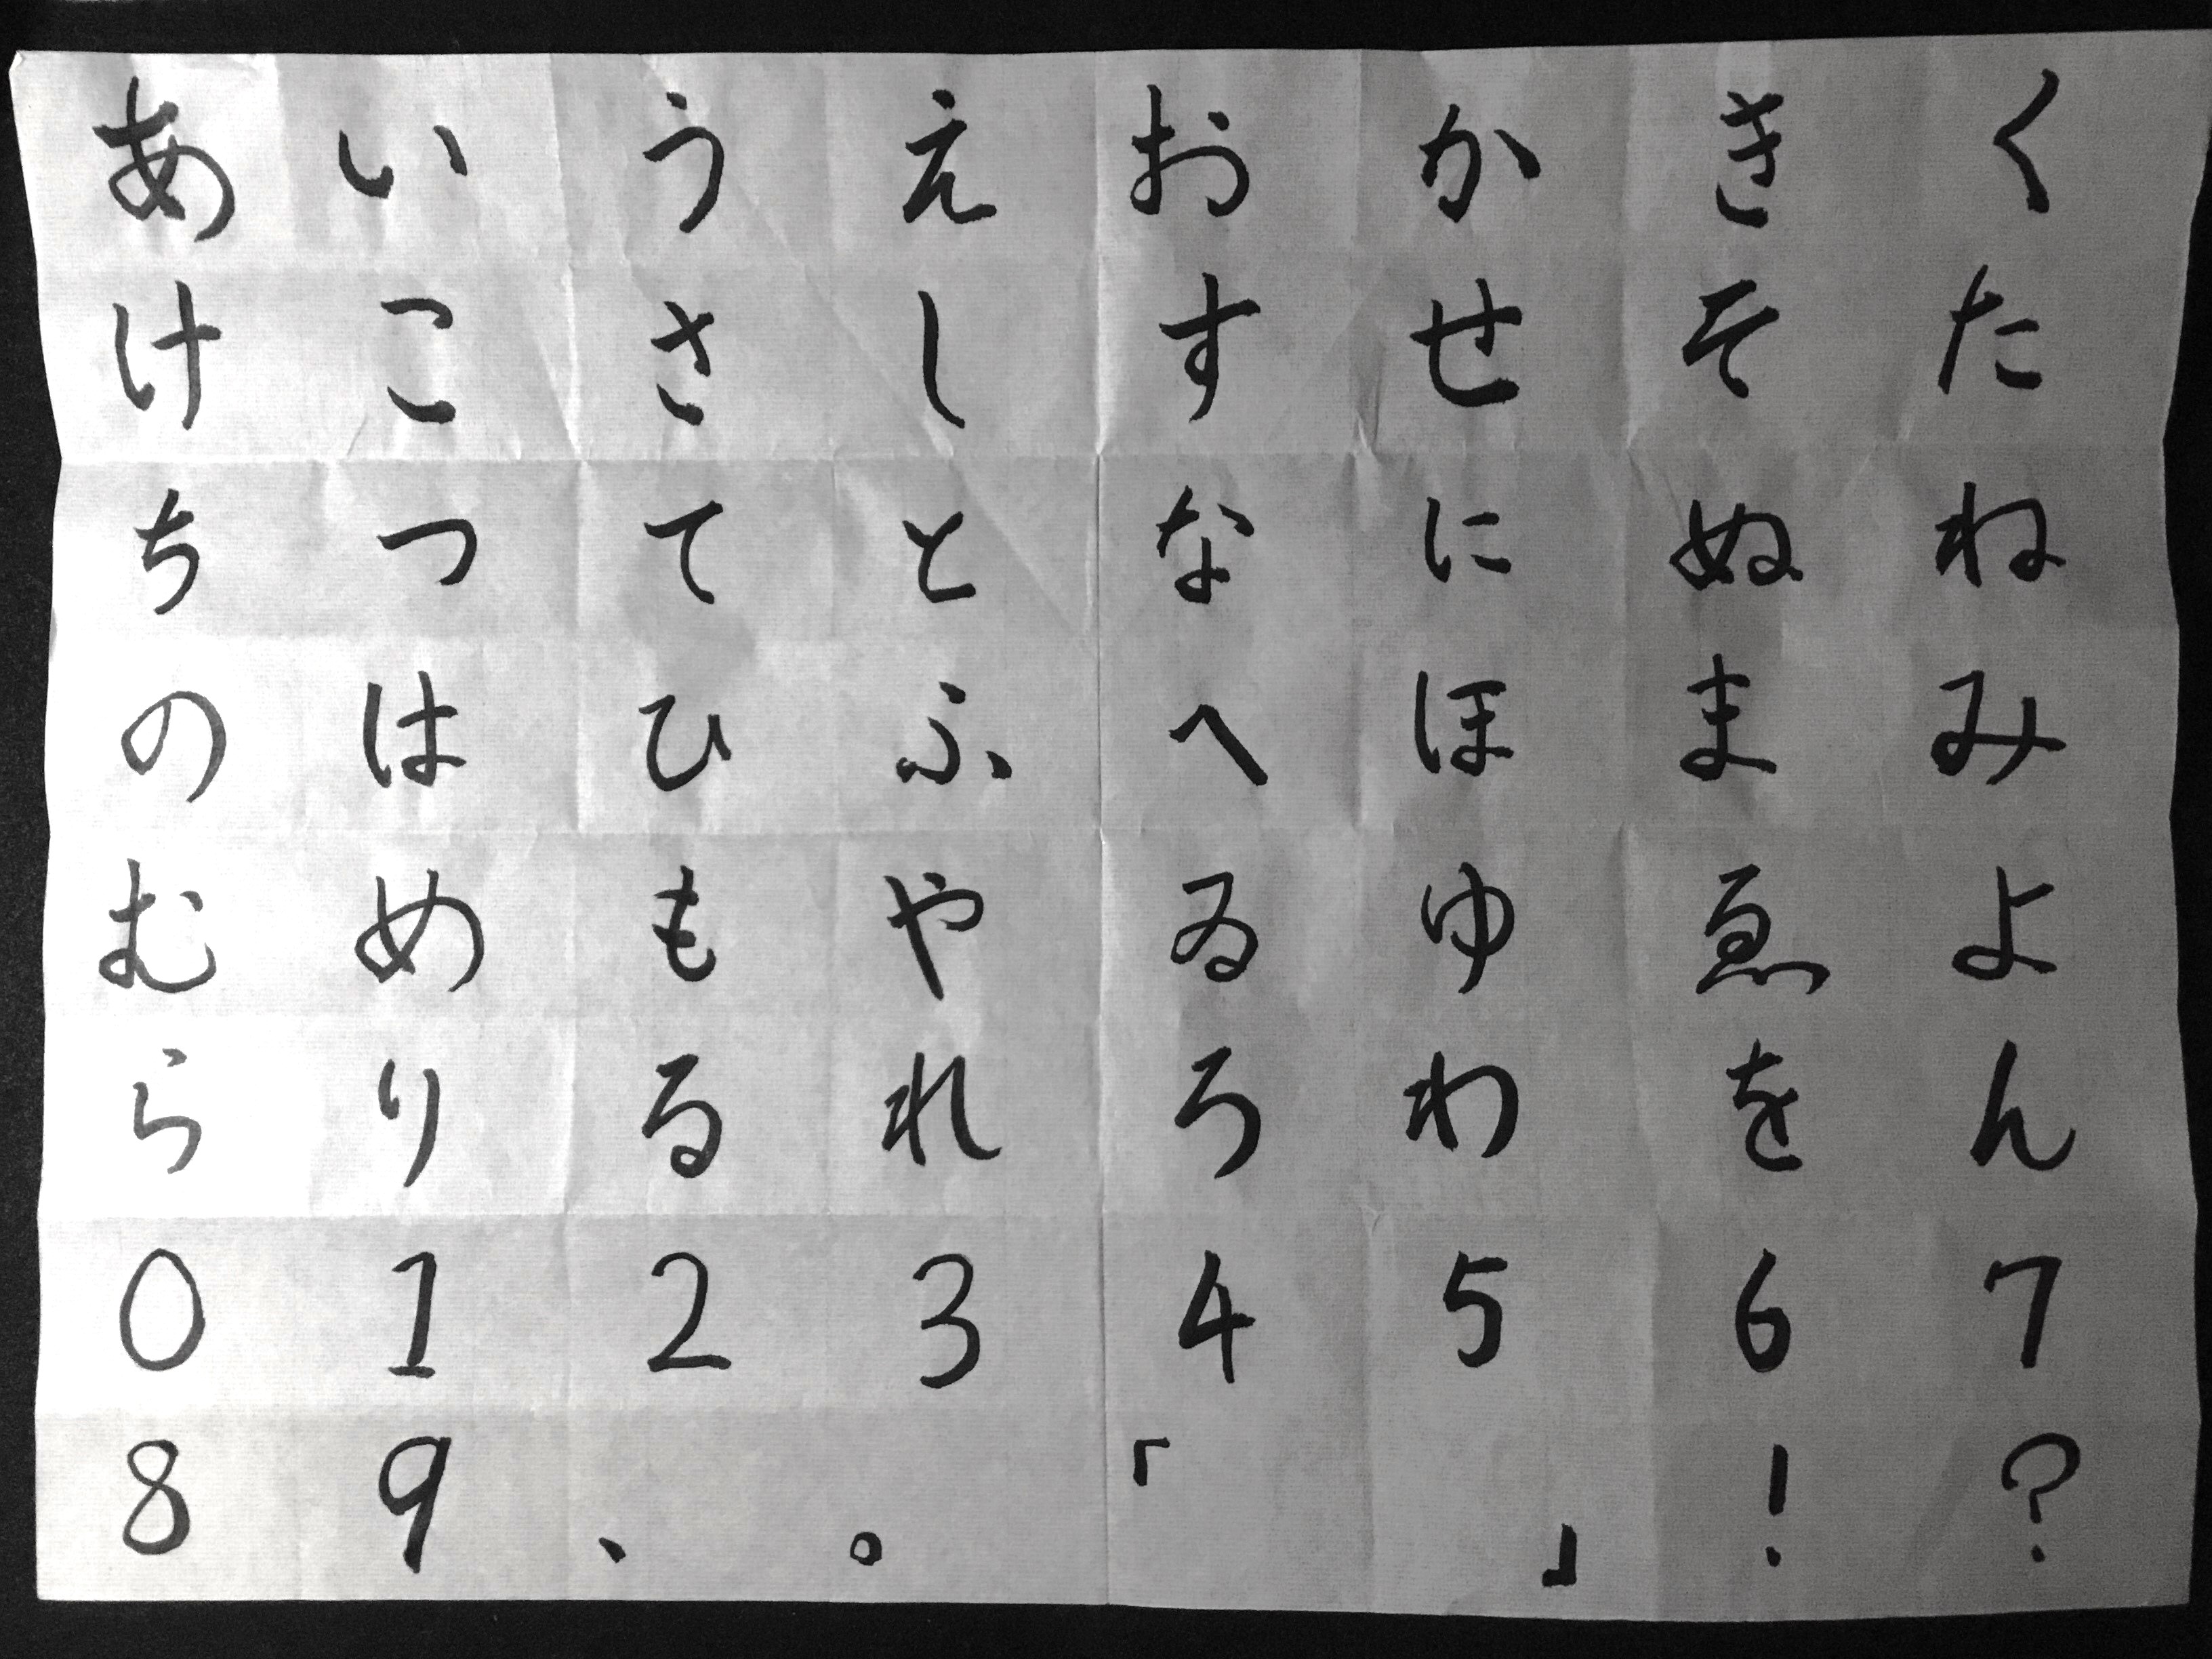 あ い う え お か き く
け こ さ し す せ そ た
ち つ て と な に ぬ ね
の は ひ ふ へ ほ ま み
む め も や ゐ ゆ ゑ よ
ら り る れ ろ わ を ん
0 1 2 3 4 5 6 7
8 9 、 。 「 」 ! ?